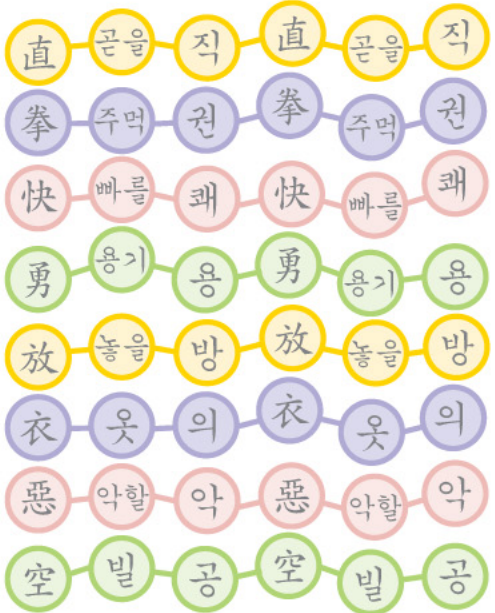 直 곧을 직 直 곧을 직
拳 주먹 권 拳 주먹 권
快 빠를 쾌 快 빠를 쾌
勇 용기 용 勇 용기 용
放 놓을 방 放 놓을 방
衣 옷 의 衣 옷 의
惡 악할 악 惡 악할 악
空 빌 공 空 빌 공